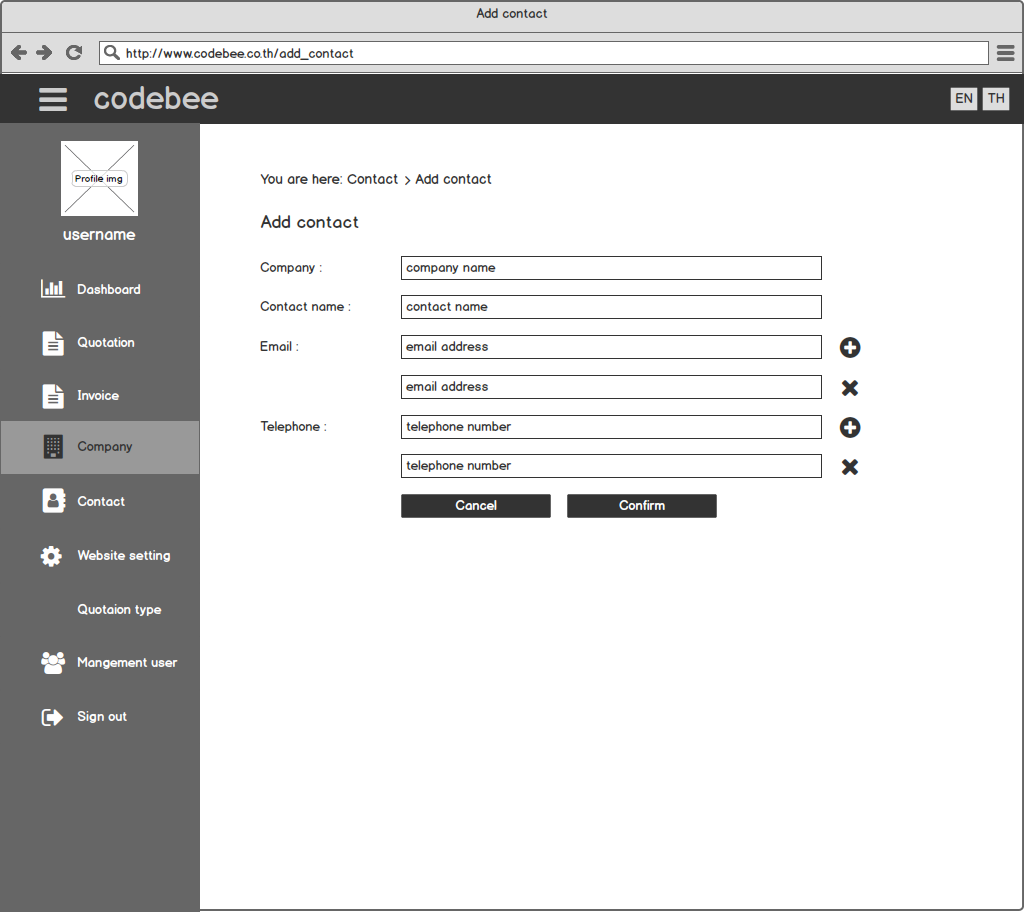 Add contact
http://www.codebee.co.th/add_contact
codebee
EN TH
Profile img
username
Dashboard
Quotation
Invoice
Company
Contact
Website setting
Quotaion type
Mangement user
Sign out
You are here: Contact > Add contact
Add contact
Company : company name
Contact name : contact name
Email : email address
email address
Telephone : telephone number
telephone number
Cancel Confirm